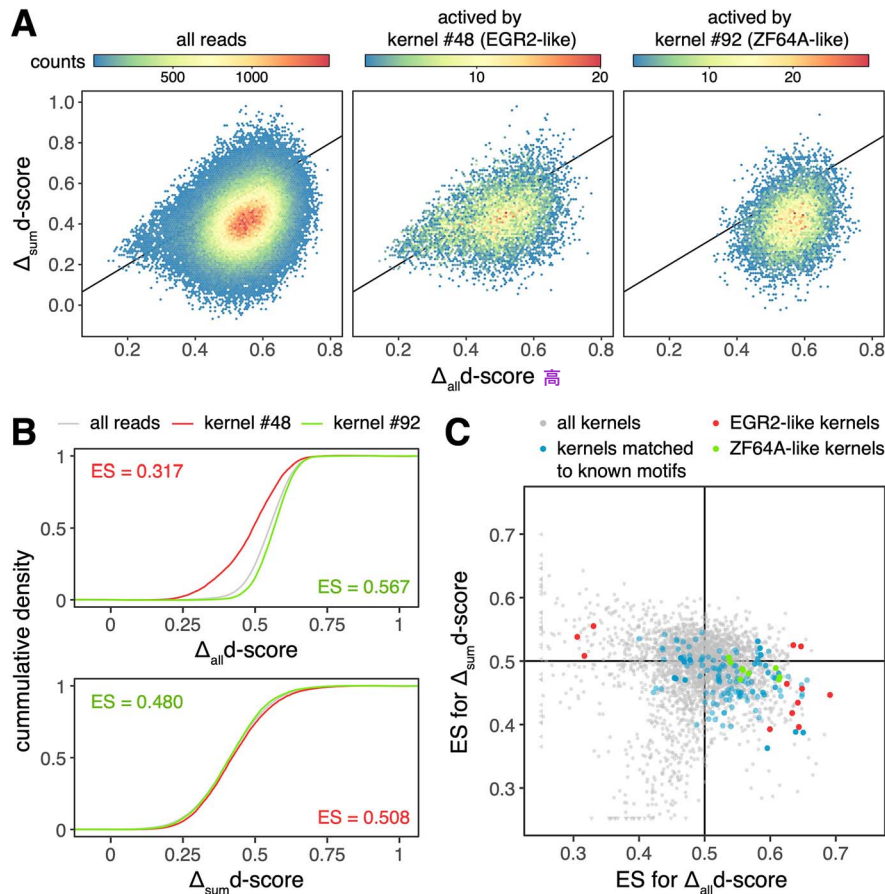 A
all reads
actived by
kernel #48 (EGR2-like)
actived by
kernel #92 (ZF64A-like)
counts
500 1000
10 20
10 20
Δsum d-score
1.0
0.8
0.6
0.4
0.2
0.0
0.2 0.4 0.6 0.8
0.2 0.4 0.6 0.8
0.2 0.4 0.6 0.8
Δall d-score 高
B
all reads kernel #48 kernel #92
cummulative density
1
0.5
0
ES = 0.317
ES = 0.567
0 0.25 0.5 0.75 1
Δall d-score
1
0.5
0
ES = 0.480
ES = 0.508
0 0.25 0.5 0.75 1
Δsum d-score
C
all kernels
EGR2-like kernels
kernels matched
to known motifs
ZF64A-like kernels
ES for Δsum d-score
0.7
0.6
0.5
0.4
0.3
0.3 0.4 0.5 0.6 0.7
ES for Δall d-score